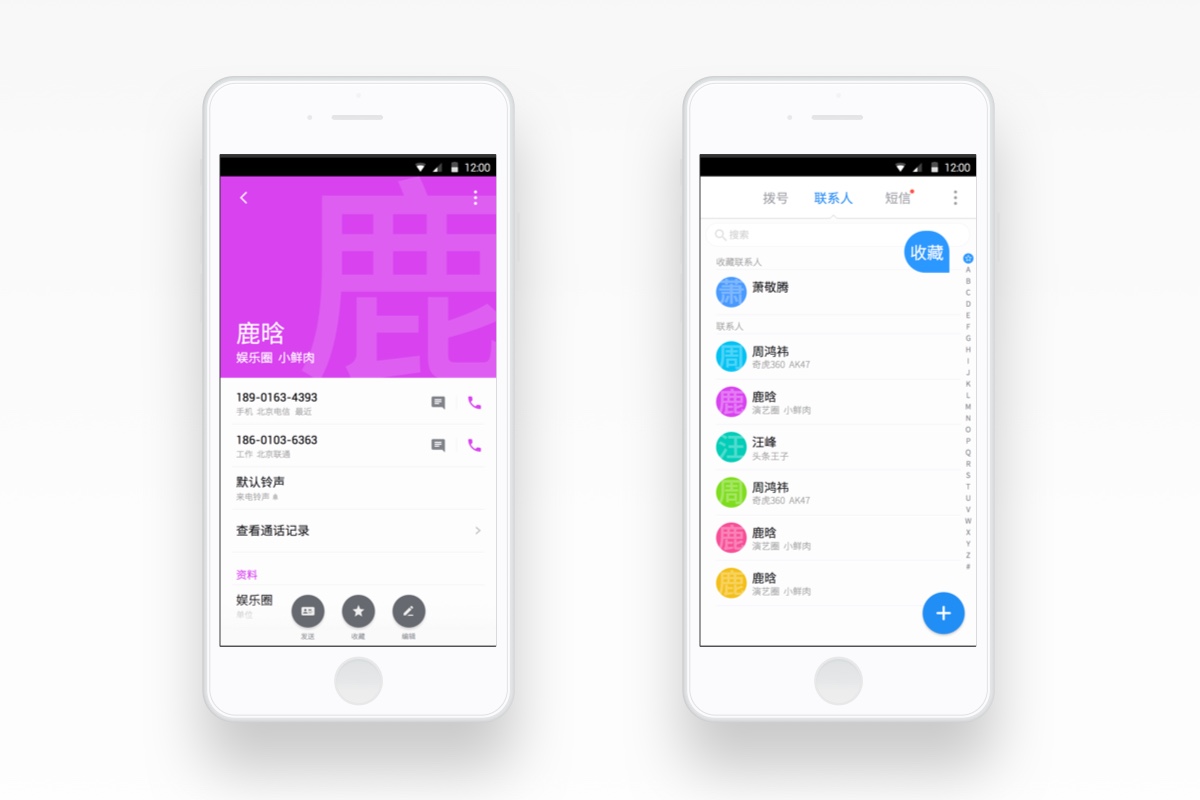 12:00
鹿
鹿晗
娱乐圈 小鲜肉
189-0163-4393
手机 北京电信 最近
186-0103-6363
工作 北京联通
默认铃声
来电铃声
查看通话记录
资料
娱乐圈
单位
发送
收藏
编辑
12:00
拨号
联系人
短信
搜索
收藏
收藏联系人
萧
萧敬腾
联系人
周
周鸿祎
奇虎360 AK47
鹿
鹿晗
演艺圈 小鲜肉
汪
汪峰
头条王子
周
周鸿祎
奇虎360 AK47
鹿
鹿晗
演艺圈 小鲜肉
鹿
鹿晗
演艺圈 小鲜肉
A
B
C
D
E
F
G
H
I
J
K
L
M
N
O
P
Q
R
S
T
U
V
W
X
Y
Z
#